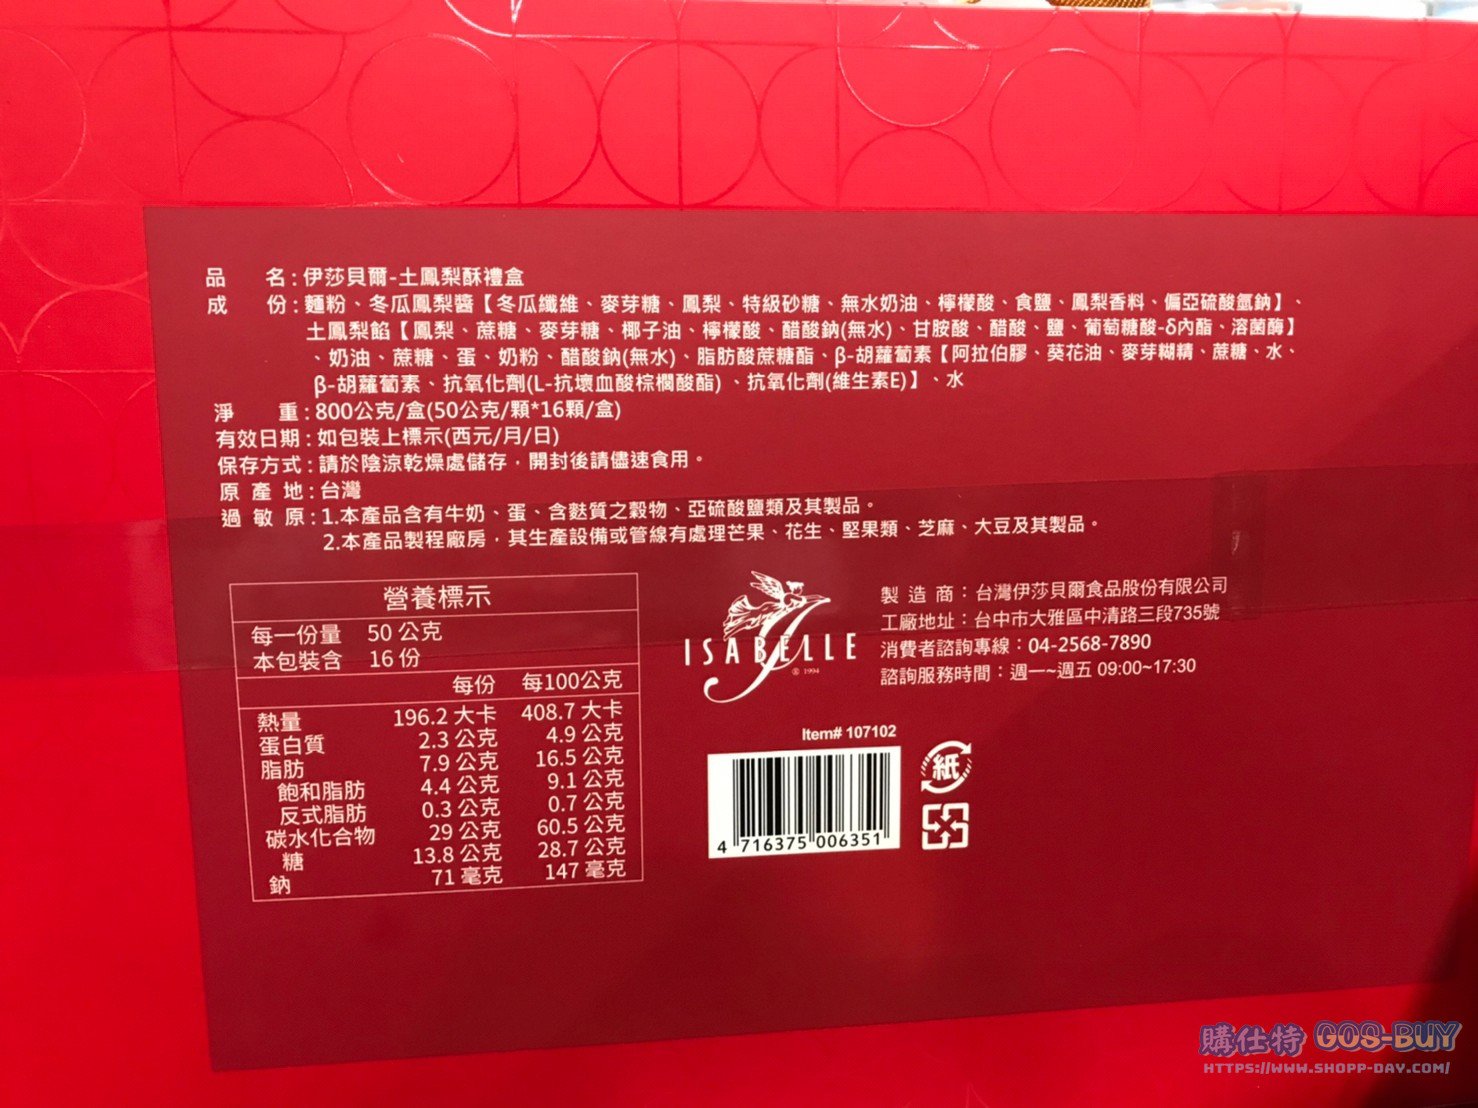 品 名:伊莎貝爾-土鳳梨酥禮盒
成 份:麵粉、冬瓜鳳梨醬【冬瓜纖維、麥芽糖、鳳梨、特級砂糖、無水奶油、檸檬酸、食鹽、鳳梨香料、偏亞硫酸氫鈉】、
土鳳梨餡【鳳梨、蔗糖、麥芽糖、椰子油、檸檬酸、醋酸鈉(無水)、甘胺酸、醋酸、鹽、葡萄糖酸-δ內酯、溶菌酶】
、奶油、蔗糖、蛋、奶粉、醋酸鈉(無水)、脂肪酸蔗糖酯、β-胡蘿蔔素【阿拉伯膠、葵花油、麥芽糊精、蔗糖、水、
β-胡蘿蔔素、抗氧化劑(L-抗壞血酸棕櫚酸酯)、抗氧化劑(維生素E)】、水
淨 重:800公克/盒(50公克/顆*16顆/盒)
有效日期:如包裝上標示(西元/月/日)
保存方式:請於陰涼乾燥處儲存,開封後請儘速食用。
原 產 地:台灣
過 敏 原:1.本產品含有牛奶、蛋、含麩質之穀物、亞硫酸鹽類及其製品。
2.本產品製程廠房,其生產設備或管線有處理芒果、花生、堅果類、芝麻、大豆及其製品。
營養標示
每一份量 50 公克
本包裝含 16 份
每份 每100公克
熱量 196.2 大卡 408.7 大卡
蛋白質 2.3 公克 4.9 公克
脂肪 7.9 公克 16.5 公克
飽和脂肪 4.4 公克 9.1 公克
反式脂肪 0.3 公克 0.7 公克
碳水化合物 29 公克 60.5 公克
糖 13.8 公克 28.7 公克
鈉 71 毫克 147 毫克
ISABELLE
® 1994
製 造 商:台灣伊莎貝爾食品股份有限公司
工廠地址:台中市大雅區中清路三段735號
消費者諮詢專線:04-2568-7890
諮詢服務時間:週一~週五 09:00~17:30
Item# 107102
4 716375 006351
紙
購仕特 GOS-BUY
HTTPS://WWW.SHOPP-DAY.COM/